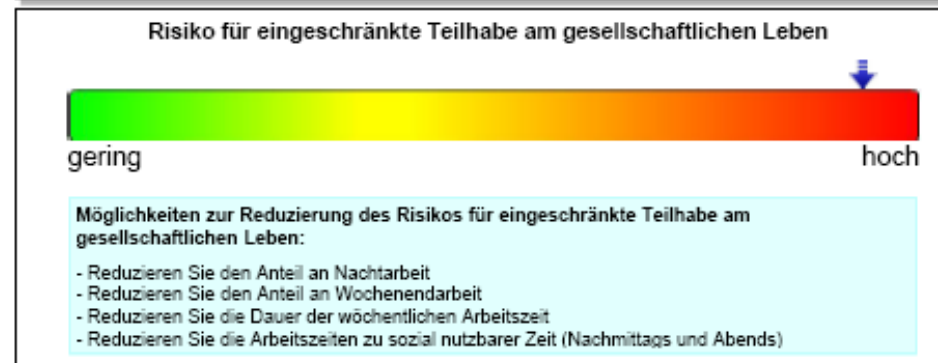 Risiko für eingeschränkte Teilhabe am gesellschaftlichen Leben
gering hoch
Möglichkeiten zur Reduzierung des Risikos für eingeschränkte Teilhabe am
gesellschaftlichen Leben:
- Reduzieren Sie den Anteil an Nachtarbeit
- Reduzieren Sie den Anteil an Wochenendarbeit
- Reduzieren Sie die Dauer der wöchentlichen Arbeitszeit
- Reduzieren Sie die Arbeitszeiten zu sozial nutzbarer Zeit (Nachmittags und Abends)